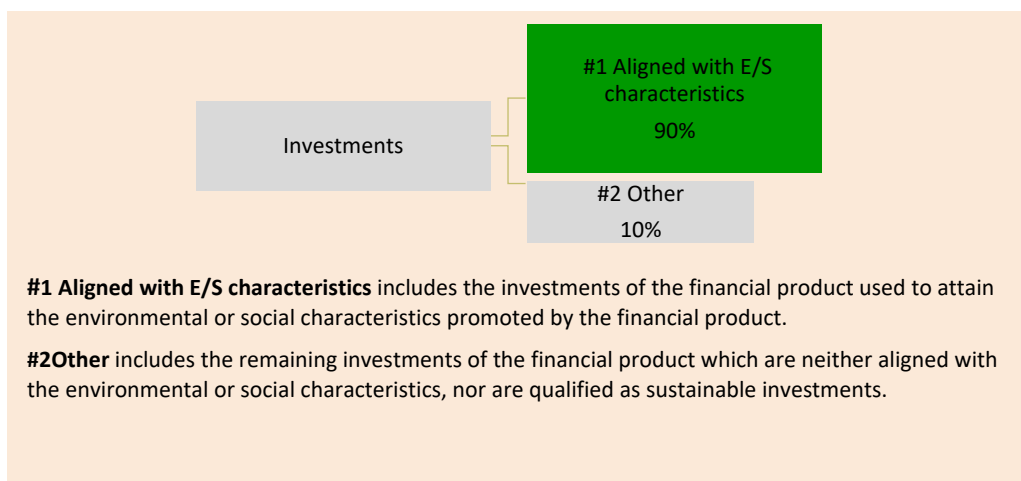 #1 Aligned with E/S
characteristics
90%
Investments
#2 Other
10%
#1 Aligned with E/S characteristics includes the investments of the financial product used to attain
the environmental or social characteristics promoted by the financial product.
#2Other includes the remaining investments of the financial product which are neither aligned with
the environmental or social characteristics, nor are qualified as sustainable investments.